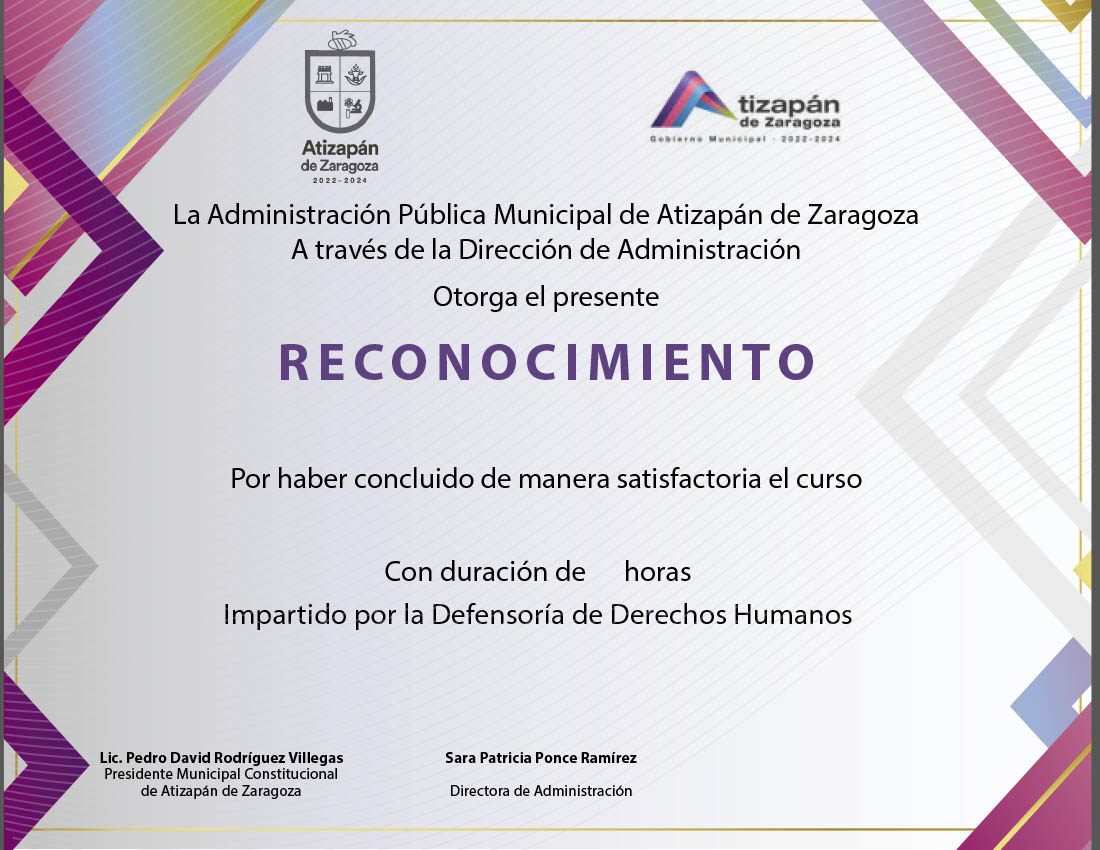 Atizapán
de Zaragoza
2022-2024
tizapán
de Zaragoza
Gobierno Municipal - 2022-2024
La Administración Pública Municipal de Atizapán de Zaragoza
A través de la Dirección de Administración
Otorga el presente
RECONOCIMIENTO
Por haber concluido de manera satisfactoria el curso
Con duración de horas
Impartido por la Defensoría de Derechos Humanos
Lic. Pedro David Rodríguez Villegas
Presidente Municipal Constitucional
de Atizapán de Zaragoza
Sara Patricia Ponce Ramírez
Directora de Administración